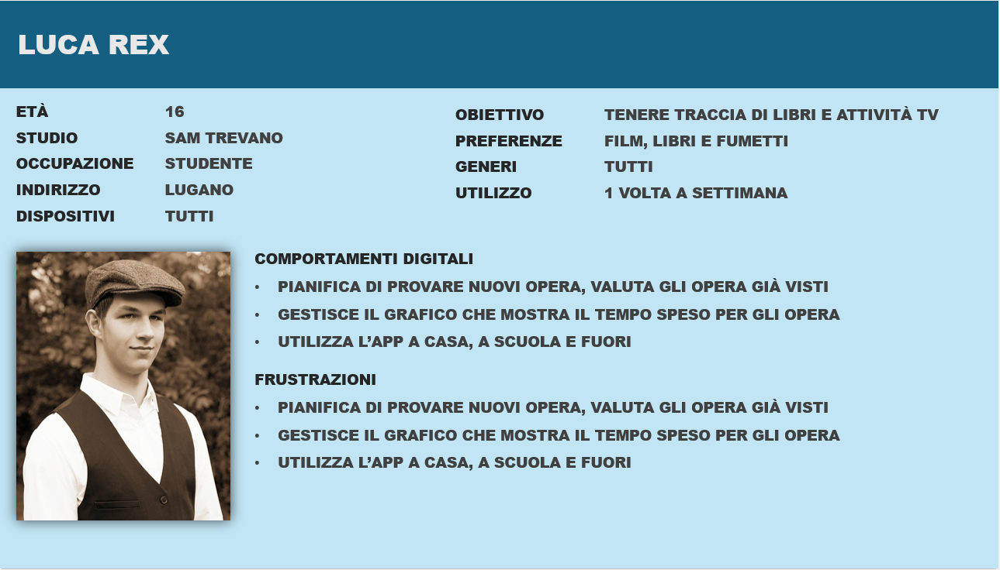 LUCA REX
ETÀ 16
STUDIO SAM TREVANO
OCCUPAZIONE STUDENTE
INDIRIZZO LUGANO
DISPOSITIVI TUTTI
OBIETTIVO TENERE TRACCIA DI LIBRI E ATTIVITÀ TV
PREFERENZE FILM, LIBRI E FUMETTI
GENERI TUTTI
UTILIZZO 1 VOLTA A SETTIMANA
COMPORTAMENTI DIGITALI
• PIANIFICA DI PROVARE NUOVI OPERA, VALUTA GLI OPERA GIÀ VISTI
• GESTISCE IL GRAFICO CHE MOSTRA IL TEMPO SPESO PER GLI OPERA
• UTILIZZA L’APP A CASA, A SCUOLA E FUORI
FRUSTRAZIONI
• PIANIFICA DI PROVARE NUOVI OPERA, VALUTA GLI OPERA GIÀ VISTI
• GESTISCE IL GRAFICO CHE MOSTRA IL TEMPO SPESO PER GLI OPERA
• UTILIZZA L’APP A CASA, A SCUOLA E FUORI